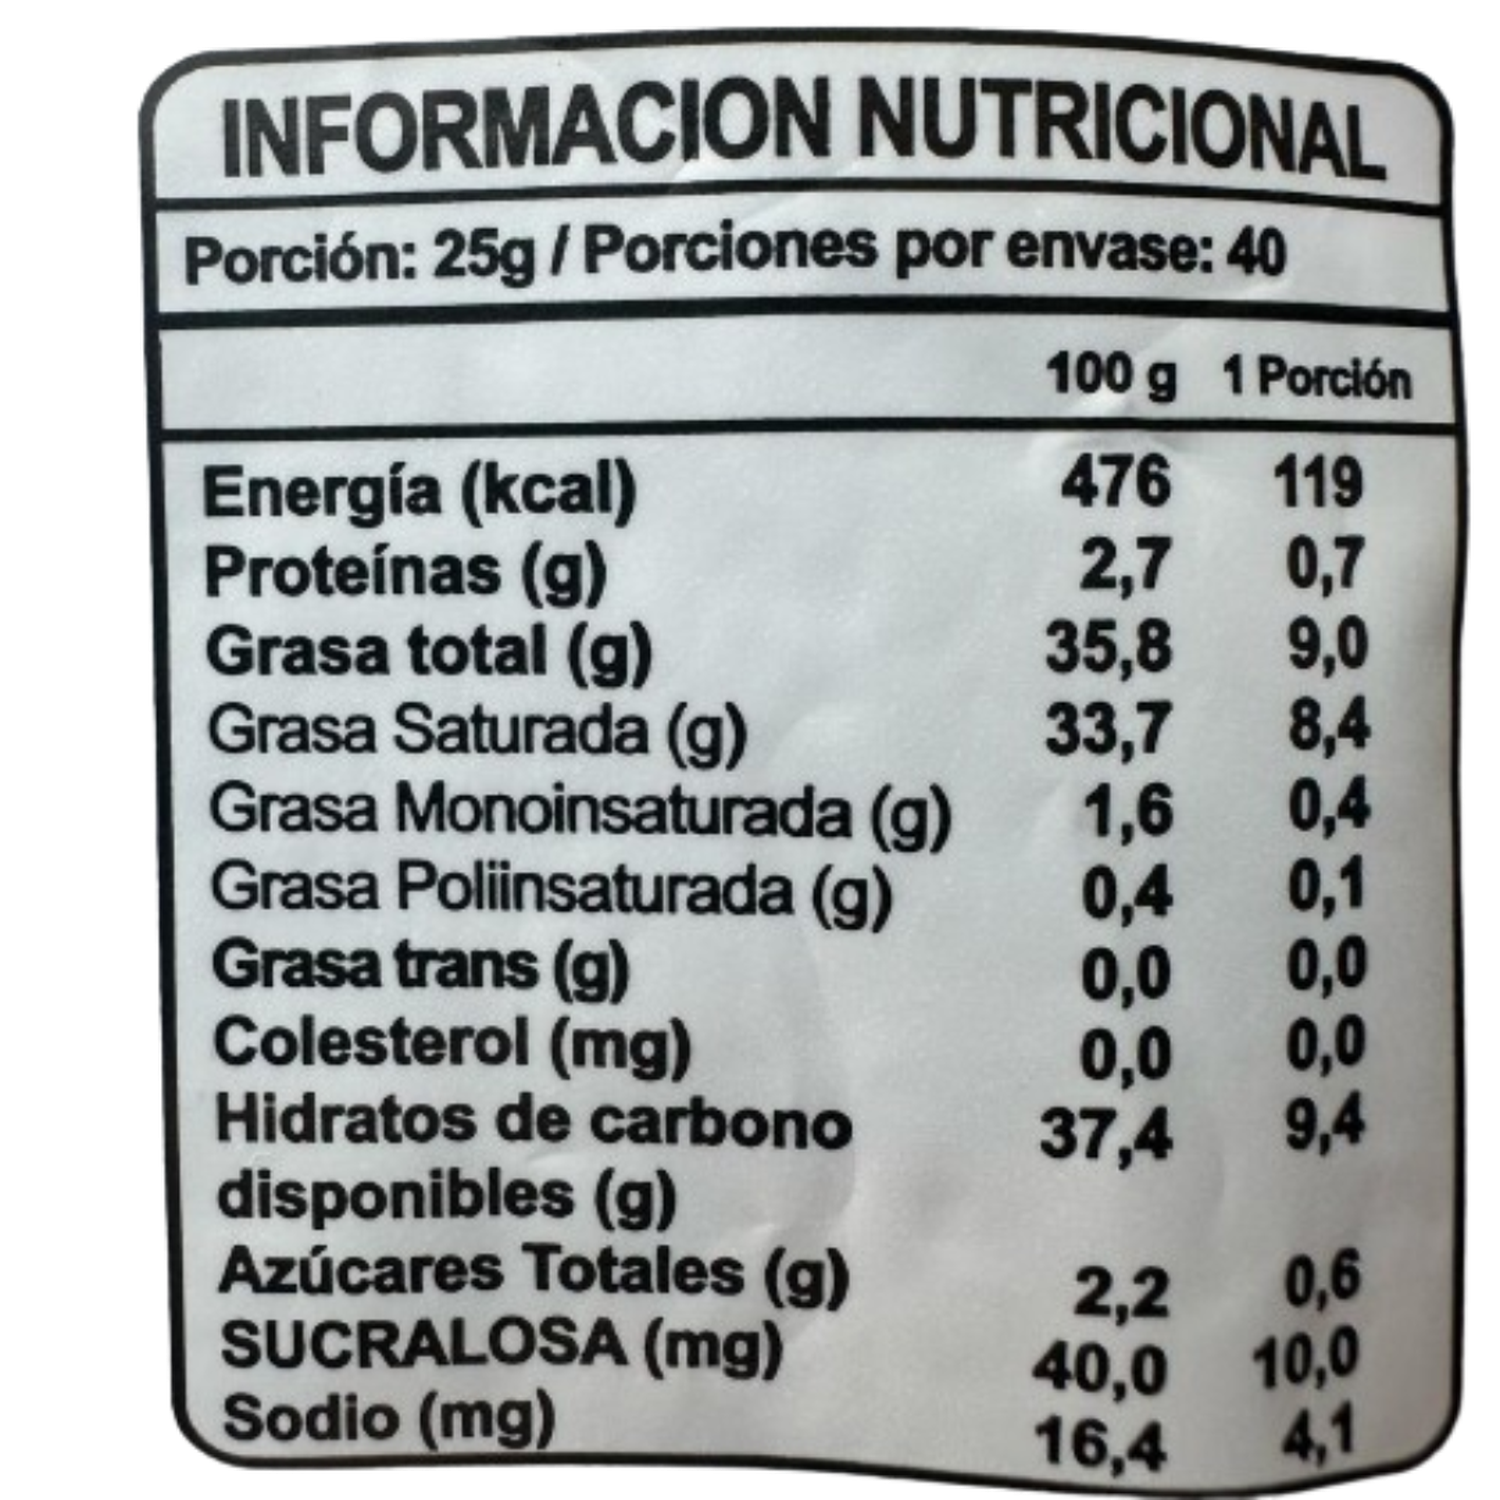 INFORMACION NUTRICIONAL
Porción: 25g / Porciones por envase: 40
100 g 1 Porción
Energía (kcal) 476 119
Proteínas (g) 2,7 0,7
Grasa total (g) 35,8 9,0
Grasa Saturada (g) 33,7 8,4
Grasa Monoinsaturada (g) 1,6 0,4
Grasa Poliinsaturada (g) 0,4 0,1
Grasa trans (g) 0,0 0,0
Colesterol (mg) 0,0 0,0
Hidratos de carbono 37,4 9,4
disponibles (g)
Azúcares Totales (g) 2,2 0,6
SUCRALOSA (mg) 40,0 10,0
Sodio (mg) 16,4 4,1